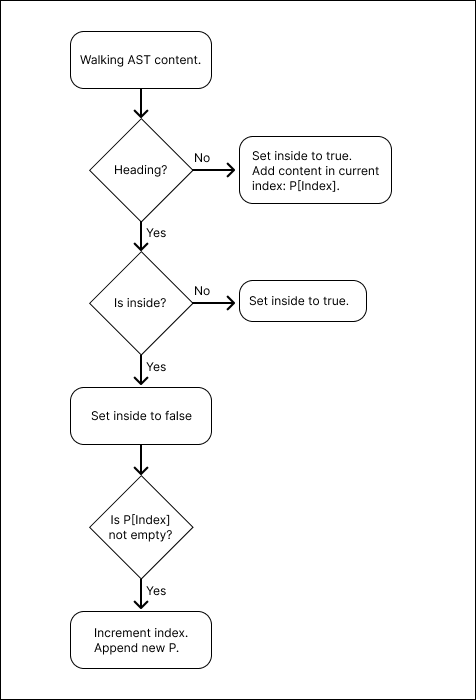 Walking AST content.
Heading?
No
Set inside to true.
Add content in current
index: P[Index].
Yes
Is inside?
No
Set inside to true.
Yes
Set inside to false
Is P[Index]
not empty?
Yes
Increment index.
Append new P.